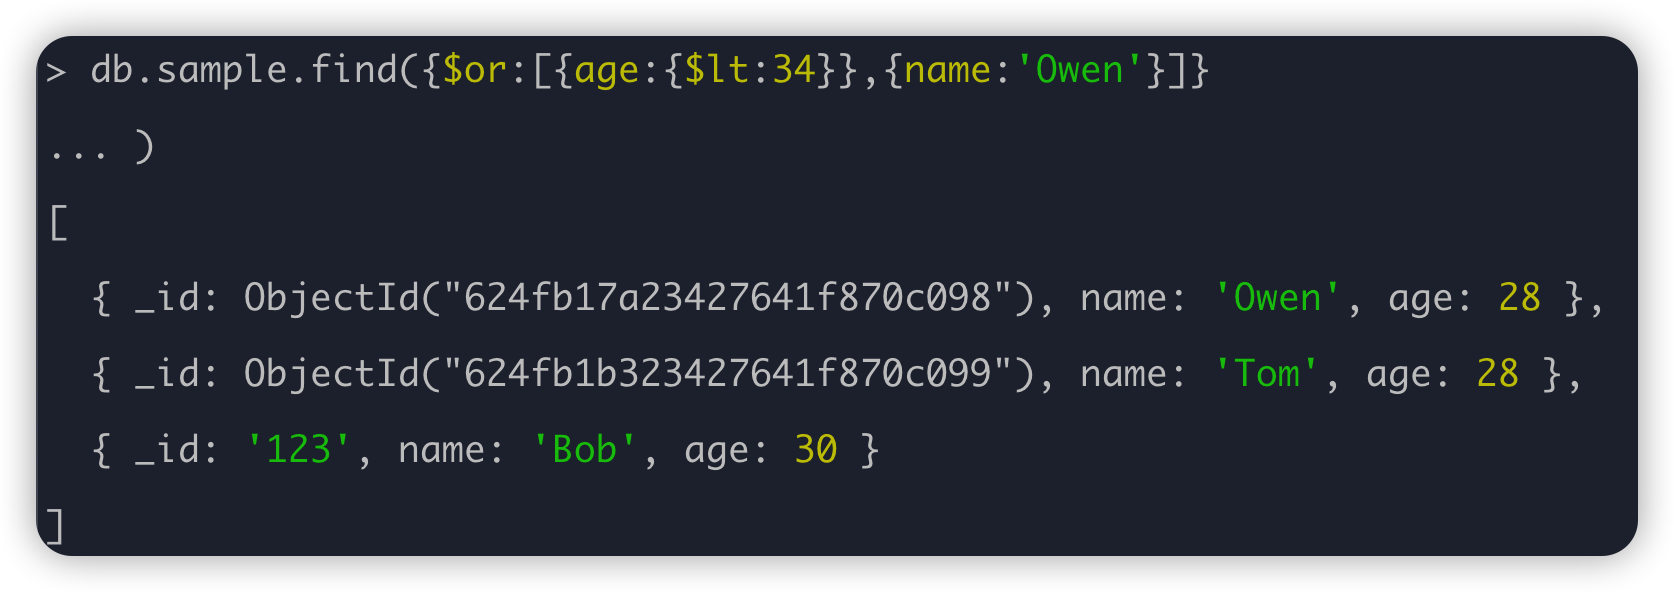 > db.sample.find({$or:[{age:{$lt:34}},{name:'Owen'}]}
... )
[
  { _id: ObjectId("624fb17a23427641f870c098"), name: 'Owen', age: 28 },
  { _id: ObjectId("624fb1b323427641f870c099"), name: 'Tom', age: 28 },
  { _id: '123', name: 'Bob', age: 30 }
]